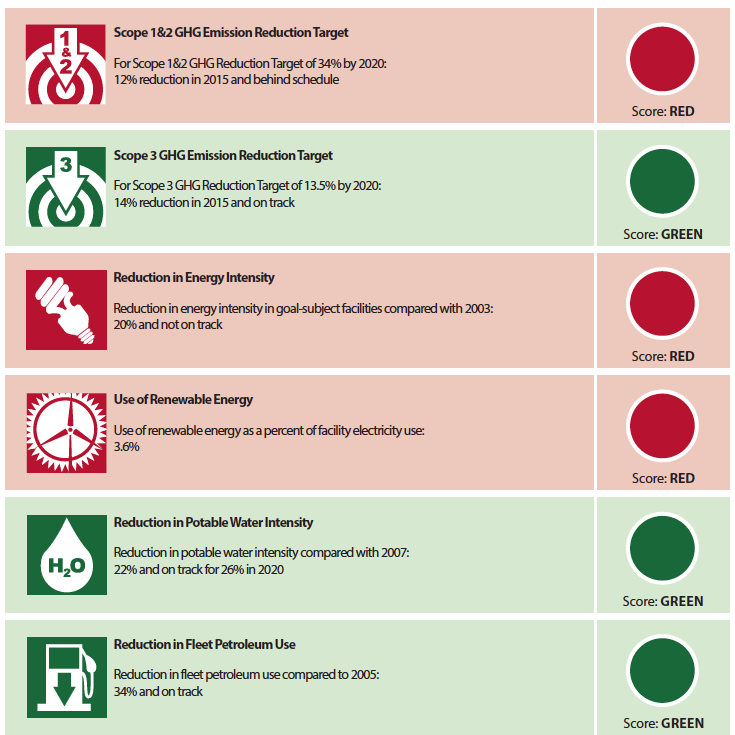 1
&
2
Scope 1&2 GHG Emission Reduction Target
For Scope 1&2 GHG Reduction Target of 34% by 2020:
12% reduction in 2015 and behind schedule
Score: RED
3
Scope 3 GHG Emission Reduction Target
For Scope 3 GHG Reduction Target of 13.5% by 2020:
14% reduction in 2015 and on track
Score: GREEN
Reduction in Energy Intensity
Reduction in energy intensity in goal-subject facilities compared with 2003:
20% and not on track
Score: RED
Use of Renewable Energy
Use of renewable energy as a percent of facility electricity use:
3.6%
Score: RED
H2O
Reduction in Potable Water Intensity
Reduction in potable water intensity compared with 2007:
22% and on track for 26% in 2020
Score: GREEN
Reduction in Fleet Petroleum Use
Reduction in fleet petroleum use compared to 2005:
34% and on track
Score: GREEN